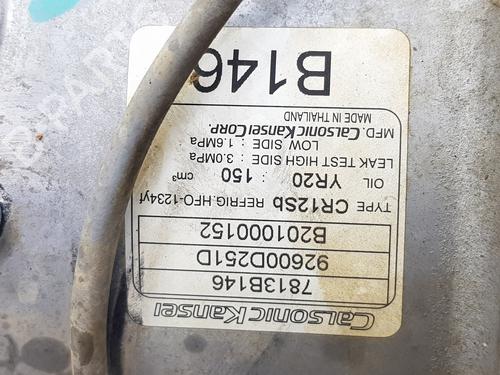 Calsonic Kansei
7813B146
92600D251D
B201000152
TYPE CR12Sb REFRIG.HFO-1234yf
OIL YR20 : 150 cm³
LEAK TEST HIGH SIDE : 3.0MPa
LOW SIDE : 1.6MPa
MFD. Calsonic Kansei CORP.
MADE IN THAILAND
B146